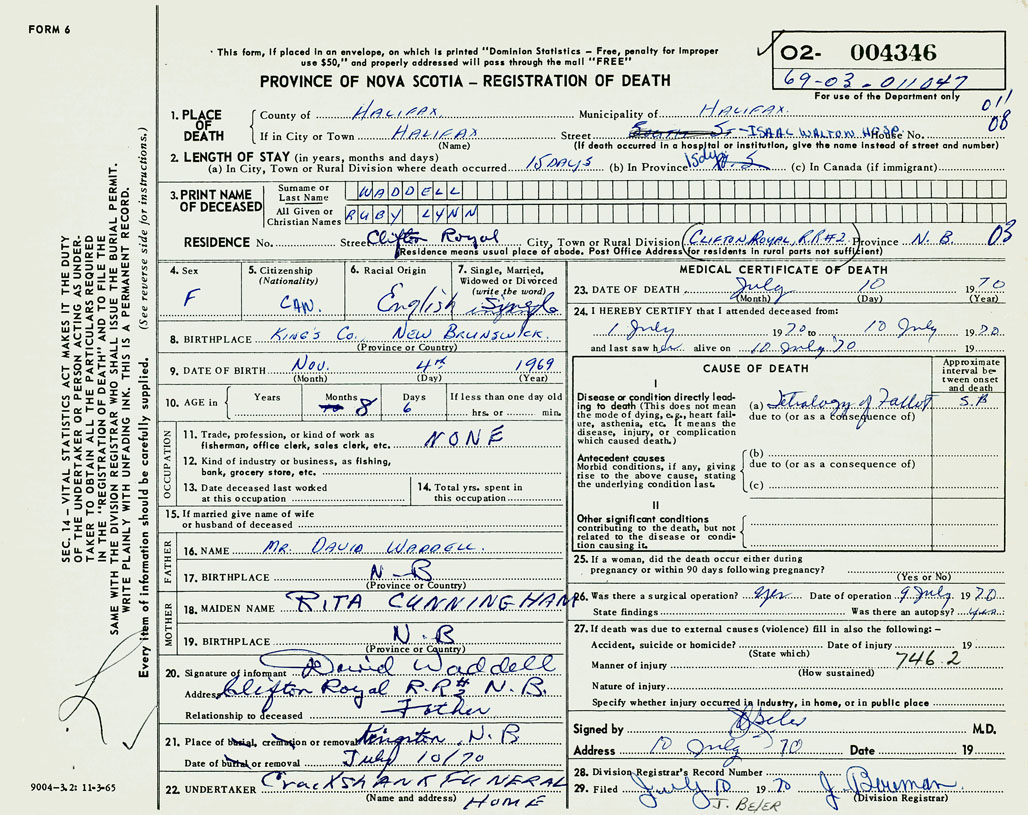 FORM 6
This form, if placed in an envelope, on which is printed "Dominion Statistics – Free, penalty for improper
use $50," and properly addressed will pass through the mail "FREE"
PROVINCE OF NOVA SCOTIA – REGISTRATION OF DEATH
O2- 004346
69-03-011047
For use of the Department only
011
08
1. PLACE OF DEATH
County of HALIFAX. Municipality of HALIFAX.
If in City or Town HALIFAX (Name) Street -ISAAC WALTON HOSP. House No.
(If death occurred in a hospital or institution, give the name instead of street and number)
2. LENGTH OF STAY (in years, months and days)
(a) In City, Town or Rural Division where death occurred 15 DAYS (b) In Province 15dys (c) In Canada (if immigrant)
3. PRINT NAME OF DECEASED
Surname or Last Name WADDELL
All Given or Christian Names RUBY LYNN
RESIDENCE No. Street Clifton Royal City, Town or Rural Division CLIFTON ROYAL, R.R#2 Province N. B. 03
(Residence means usual place of abode. Post Office Address for residents in rural parts not sufficient)
4. Sex F
5. Citizenship (Nationality) CAN.
6. Racial Origin English
7. Single, Married, Widowed or Divorced (write the word) Single
8. BIRTHPLACE KING'S Co. NEW BRUNSWICK.
(Province or Country)
9. DATE OF BIRTH Nov. 4th 1969
(Month) (Day) (Year)
10. AGE in Years Months 8 Days 6 If less than one day old
hrs. or min.
OCCUPATION
11. Trade, profession, or kind of work as fisherman, office clerk, sales clerk, etc. NONE
12. Kind of industry or business, as fishing, bank, grocery store, etc.
13. Date deceased last worked at this occupation
14. Total yrs. spent in this occupation
15. If married give name of wife or husband of deceased
FATHER
16. NAME MR. DAVID WADDELL.
17. BIRTHPLACE N-B
(Province or Country)
MOTHER
18. MAIDEN NAME RITA CUNNINGHAM
19. BIRTHPLACE N.B
(Province or Country)
20. Signature of informant David Waddell
Address Clifton Royal R.R#2 N.B.
Relationship to deceased Father
21. Place of burial, cremation or removal Kingston, N.B
Date of burial or removal July 10/70
22. UNDERTAKER CruikSHANK FUNERAL
(Name and address) HOME
MEDICAL CERTIFICATE OF DEATH
23. DATE OF DEATH July 10 1970
(Month) (Day) (Year)
24. I HEREBY CERTIFY that I attended deceased from:
1 July 1970 to 10 July 1970
and last saw her alive on 10 July '70 19
CAUSE OF DEATH
Approximate interval between onset and death
I
Disease or condition directly leading to death (This does not mean the mode of dying, e.g., heart failure, asthenia, etc. It means the disease, injury, or complication which caused death.)
(a) Tetralogy of Fallot S.B
due to (or as a consequence of)
Antecedent causes
Morbid conditions, if any, giving rise to the above cause, stating the underlying condition last.
(b)
due to (or as a consequence of)
(c)
II
Other significant conditions
contributing to the death, but not related to the disease or condition causing it.
25. If a woman, did the death occur either during
pregnancy or within 90 days following pregnancy?
(Yes or No)
26. Was there a surgical operation? yes Date of operation 9 July 1970
State findings Was there an autopsy?
27. If death was due to external causes (violence) fill in also the following: –
Accident, suicide or homicide? Date of injury 19
(State which) 746.2
Manner of injury
(How sustained)
Nature of injury
Specify whether injury occurred in Industry, in home, or in public place
Signed by J Beler M.D.
Address 10 July '70 Date 19
28. Division Registrar's Record Number
29. Filed July 10 1970 J. Bowman
(Division Registrar)
J. BELER
SEC. 14 – VITAL STATISTICS ACT MAKES IT THE DUTY
OF THE UNDERTAKER OR PERSON ACTING AS UNDER-
TAKER TO OBTAIN ALL THE PARTICULARS REQUIRED
IN THE "REGISTRATION OF DEATH" AND TO FILE THE
SAME WITH THE DIVISION REGISTRAR WHO SHALL ISSUE THE BURIAL PERMIT.
WRITE PLAINLY WITH UNFADING INK. THIS IS A PERMANENT RECORD.
Every item of information should be carefully supplied. (See reverse side for instructions.)
9004-3.2: 11-3-65